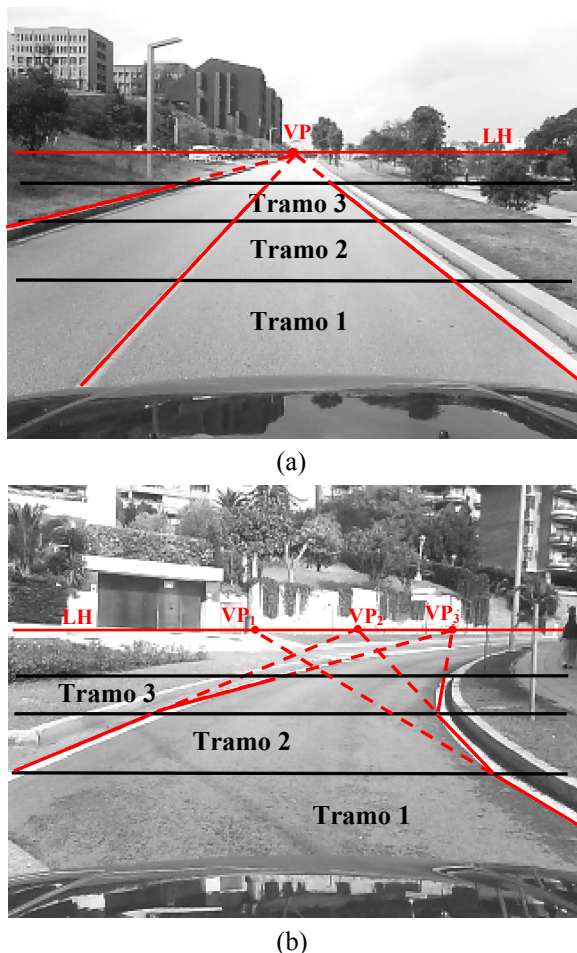 VP
LH
Tramo 3
Tramo 2
Tramo 1
(a)
LH
VP1
VP2
VP3
Tramo 3
Tramo 2
Tramo 1
(b)